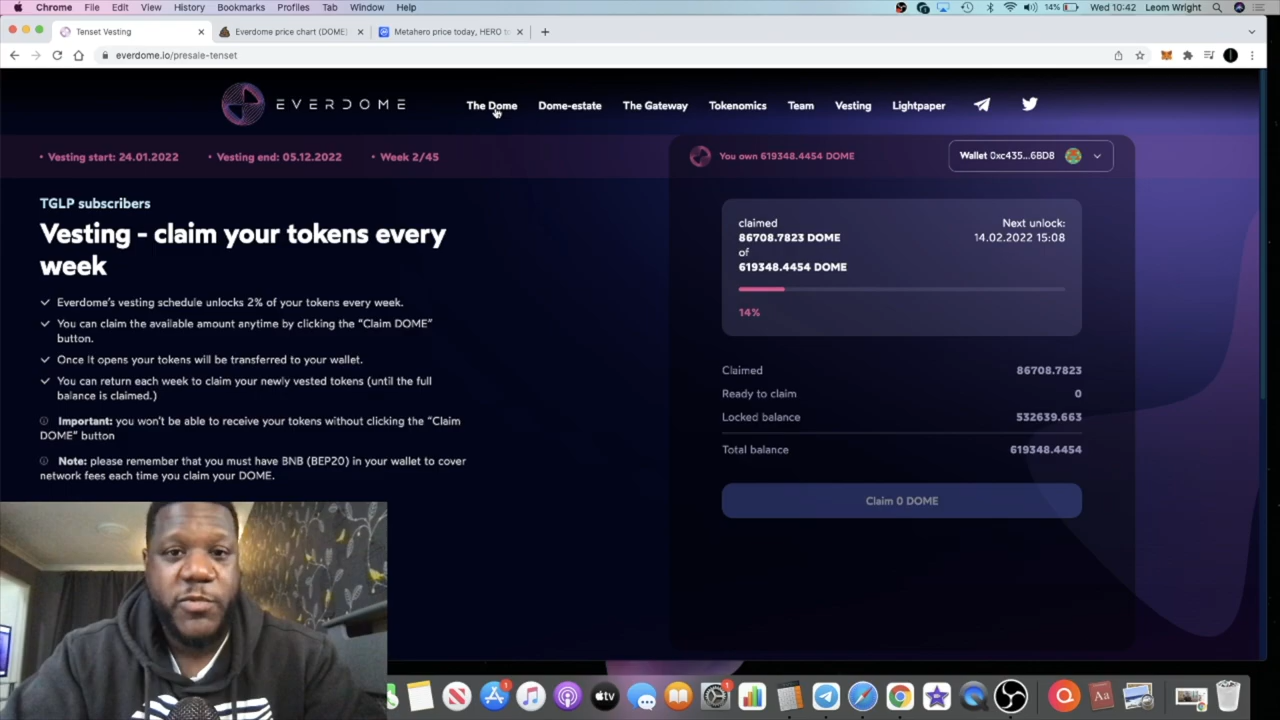 Chrome File Edit View History Bookmarks Profiles Tab Window Help 14% Wed 10:42 Leom Wright
Tenset Vesting Everdome price chart (DOME) Metahero price today, HERO t
everdome.io/presale-tenset
EVERDOME The Dome Dome-estate The Gateway Tokenomics Team Vesting Lightpaper
• Vesting start: 24.01.2022 • Vesting end: 05.12.2022 • Week 2/45
You own 619348.4454 DOME Wallet 0xc435...6BD8
TGLP subscribers
Vesting - claim your tokens every
week
Everdome's vesting schedule unlocks 2% of your tokens every week.
You can claim the available amount anytime by clicking the "Claim DOME"
button.
Once it opens your tokens will be transferred to your wallet.
You can return each week to claim your newly vested tokens (until the full
balance is claimed.)
Important: you won't be able to receive your tokens without clicking the "Claim
DOME" button
Note: please remember that you must have BNB (BEP20) in your wallet to cover
network fees each time you claim your DOME.
claimed
86708.7823 DOME
of
619348.4454 DOME
Next unlock:
14.02.2022 15:08
14%
Claimed 86708.7823
Ready to claim 0
Locked balance 532639.663
Total balance 619348.4454
Claim 0 DOME
tv
1
1
Aa